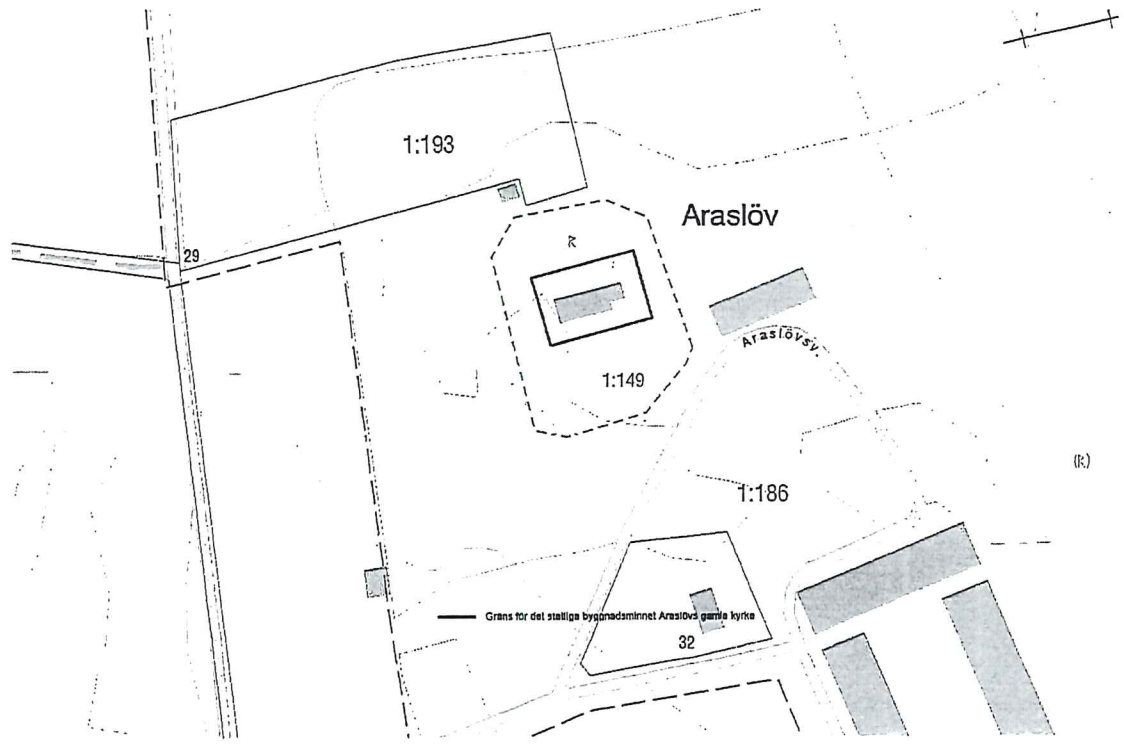 1:193
Araslöv
29
Araslövsv.
1:149
1:186
Gräns för det statliga byggnadsminnet Araslövs gamla kyrka
32